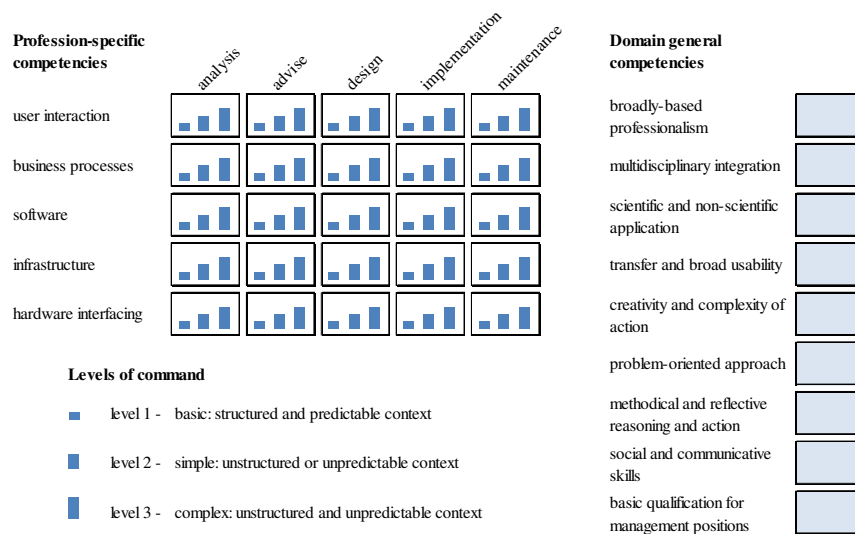 Profession-specific
competencies
analysis
advise
design
implementation
maintenance
user interaction
business processes
software
infrastructure
hardware interfacing
Levels of command
level 1 - basic: structured and predictable context
level 2 - simple: unstructured or unpredictable context
level 3 - complex: unstructured and unpredictable context
Domain general
competencies
broadly-based
professionalism
multidisciplinary integration
scientific and non-scientific
application
transfer and broad usability
creativity and complexity of
action
problem-oriented approach
methodical and reflective
reasoning and action
social and communicative
skills
basic qualification for
management positions